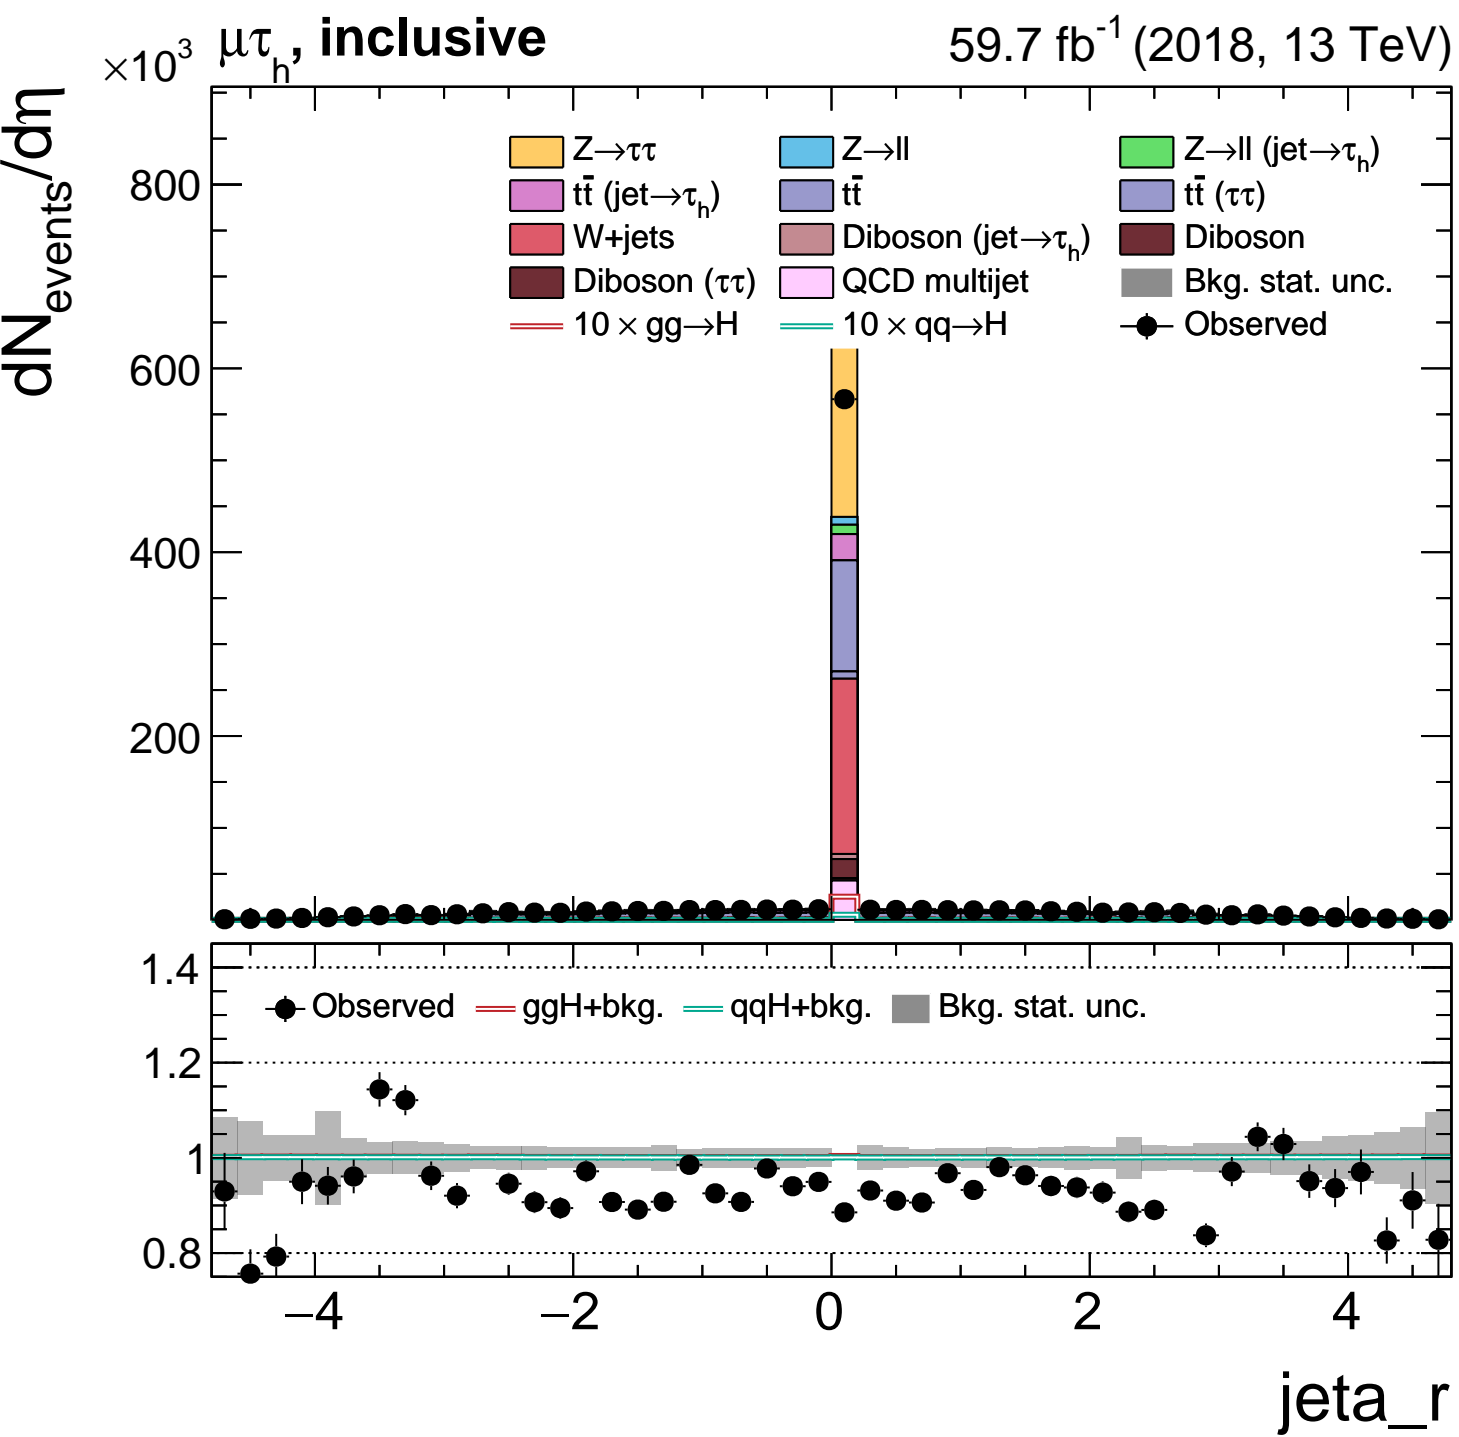 ×10³ μτₕ, inclusive 59.7 fb⁻¹ (2018, 13 TeV)
dN_events/dη
Z→ττ Z→ll Z→ll (jet→τₕ)
tt̄ (jet→τₕ) tt̄ tt̄ (ττ)
W+jets Diboson (jet→τₕ) Diboson
Diboson (ττ) QCD multijet Bkg. stat. unc.
10 × gg→H 10 × qq→H Observed
800
600
400
200
1.4
Observed ggH+bkg. qqH+bkg. Bkg. stat. unc.
1.2
1
0.8
−4 −2 0 2 4
jeta_r